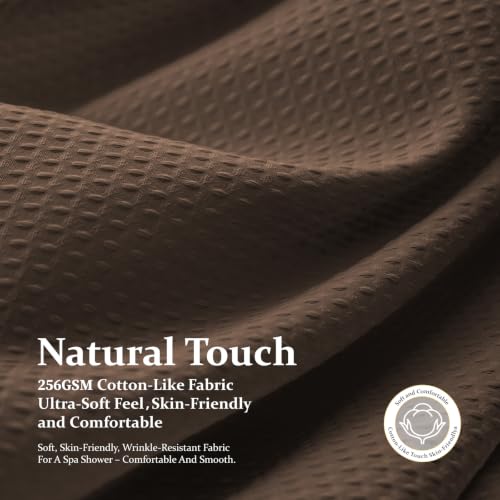 Natural Touch
256GSM Cotton-Like Fabric
Ultra-Soft Feel,Skin-Friendly
and Comfortable
Soft, Skin-Friendly, Wrinkle-Resistant Fabric
For A Spa Shower – Comfortable And Smooth.
Soft and Comfortable
Cotton-Like Touch Skin-Friendlya